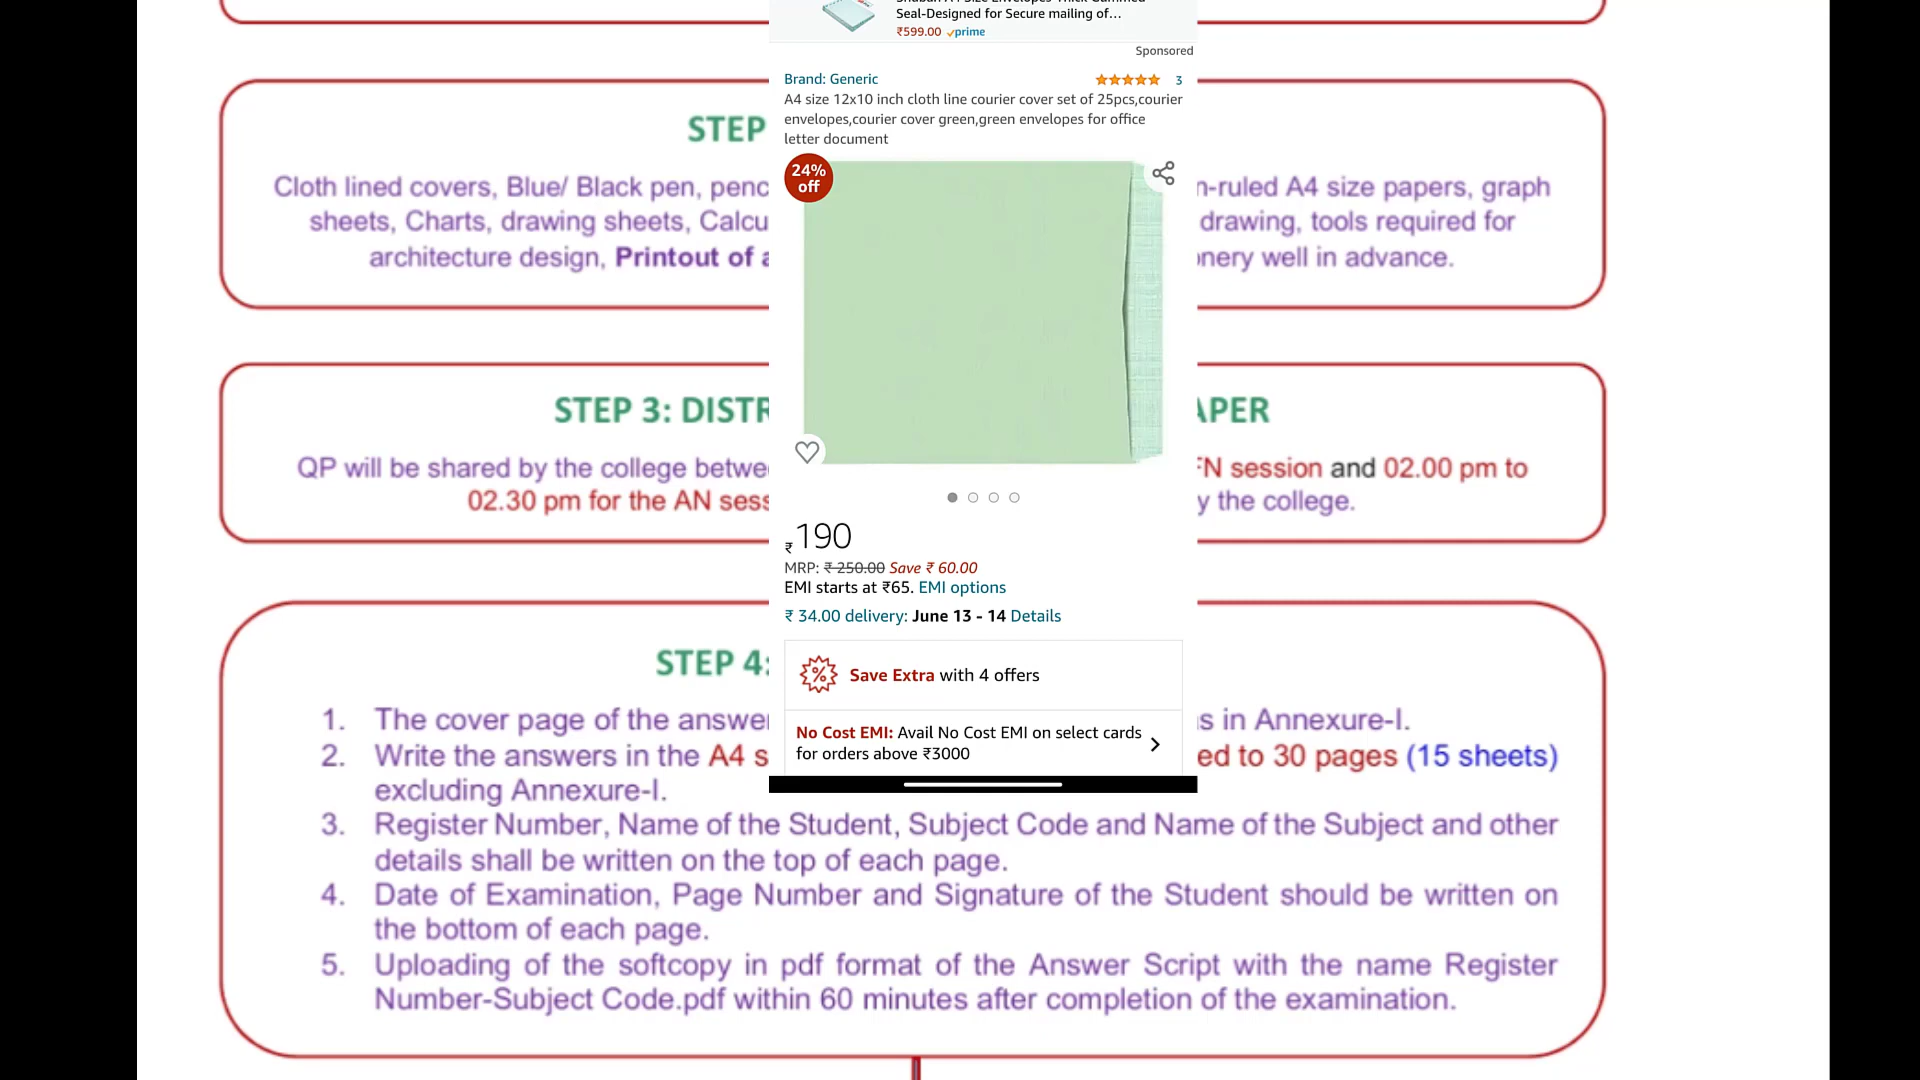 Seal-Designed for Secure mailing of...
₹599.00 prime
Sponsored
Brand: Generic
3
A4 size 12x10 inch cloth line courier cover set of 25pcs,courier
envelopes,courier cover green,green envelopes for office
letter document
24%
off
₹190
MRP: ₹ 250.00 Save ₹ 60.00
EMI starts at ₹65. EMI options
₹ 34.00 delivery: June 13 - 14 Details
Save Extra with 4 offers
No Cost EMI: Avail No Cost EMI on select cards
for orders above ₹3000
STEP
Cloth lined covers, Blue/ Black pen, n-ruled A4 size papers, graph
sheets, Charts, drawing sheets, drawing, tools required for
architecture design, Printout of well in advance.
STEP 3:
QP will be shared by the college session and 02.00 pm to
02.30 pm for the AN the college.
STEP 4:
1. The cover page of the in Annexure-I.
2. Write the answers in the A4 to 30 pages (15 sheets)
excluding Annexure-I.
3. Register Number, Name of the Student, Subject Code and Name of the Subject and other
details shall be written on the top of each page.
4. Date of Examination, Page Number and Signature of the Student should be written on
the bottom of each page.
5. Uploading of the softcopy in pdf format of the Answer Script with the name Register
Number-Subject Code.pdf within 60 minutes after completion of the examination.